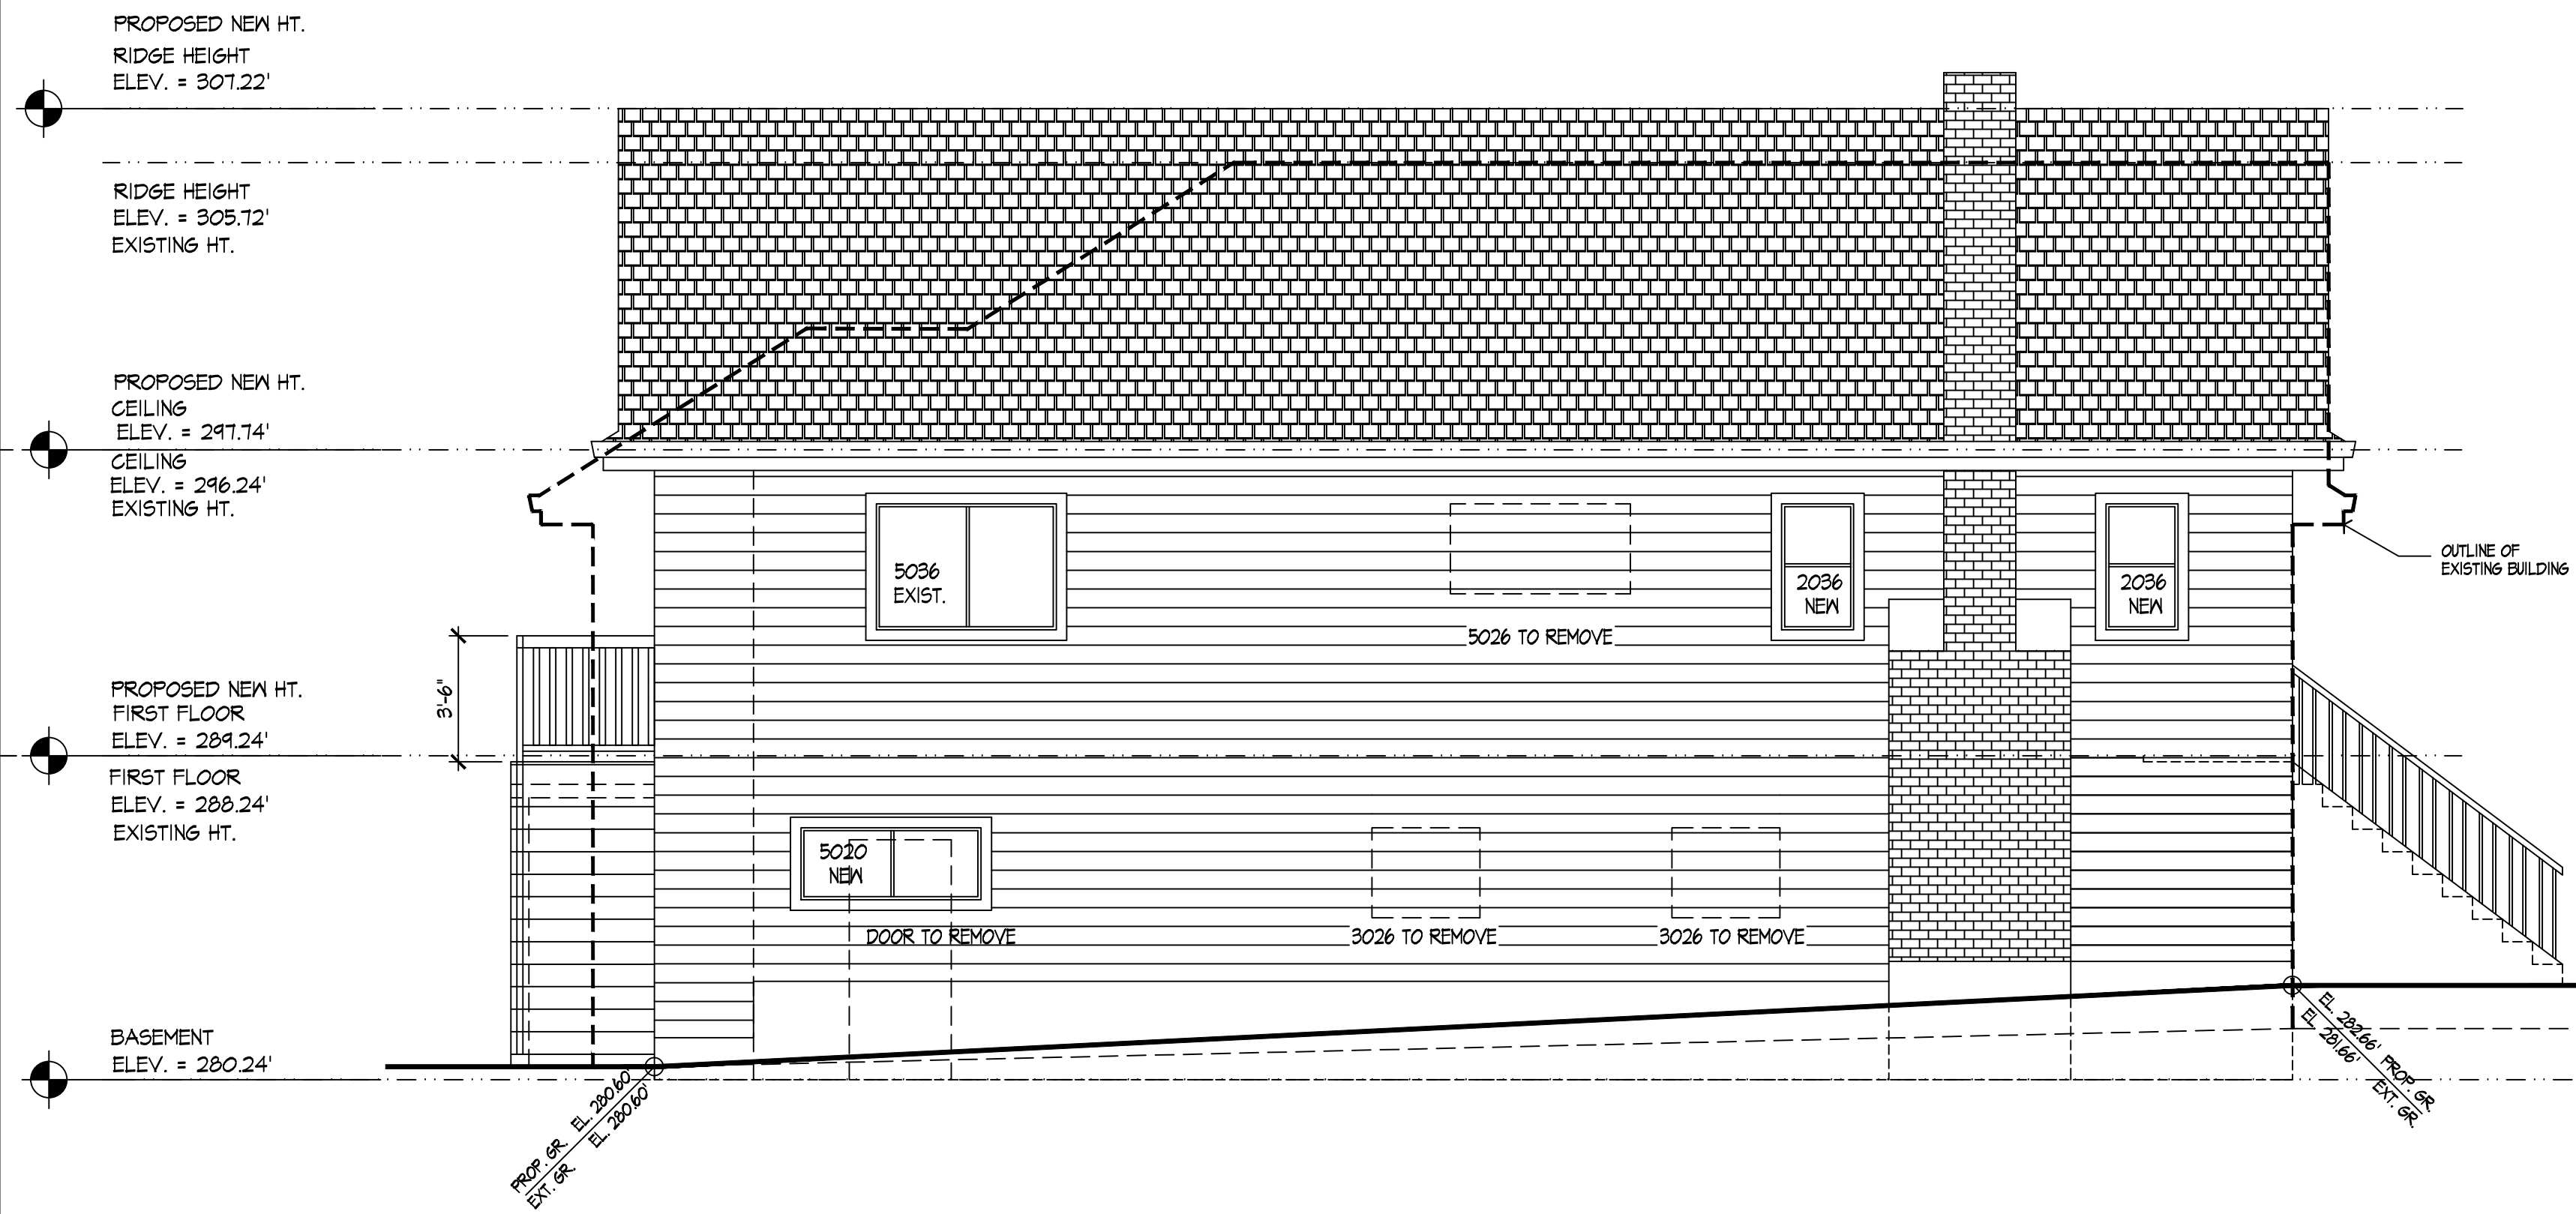 PROPOSED NEW HT.
RIDGE HEIGHT
ELEV. = 307.22'
RIDGE HEIGHT
ELEV. = 305.72'
EXISTING HT.
PROPOSED NEW HT.
CEILING
ELEV. = 297.74'
CEILING
ELEV. = 296.24'
EXISTING HT.
5036
EXIST.
2036
NEW
2036
NEW
OUTLINE OF
EXISTING BUILDING
5026 TO REMOVE
3'-6"
PROPOSED NEW HT.
FIRST FLOOR
ELEV. = 289.24'
FIRST FLOOR
ELEV. = 288.24'
EXISTING HT.
5020
NEW
DOOR TO REMOVE
3026 TO REMOVE
3026 TO REMOVE
BASEMENT
ELEV. = 280.24'
PROP. GR. EL. 280.60'
EXT. GR. EL. 280.60'
EL. 282.66' PROP. GR.
EL 281.66' EXT. GR.